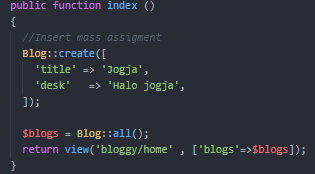 public function index ()
{
//Insert mass assigment
Blog::create([
'title' => 'Jogja',
'desk' => 'Halo jogja',
]);
$blogs = Blog::all();
return view('bloggy/home' , ['blogs'=>$blogs]);
}